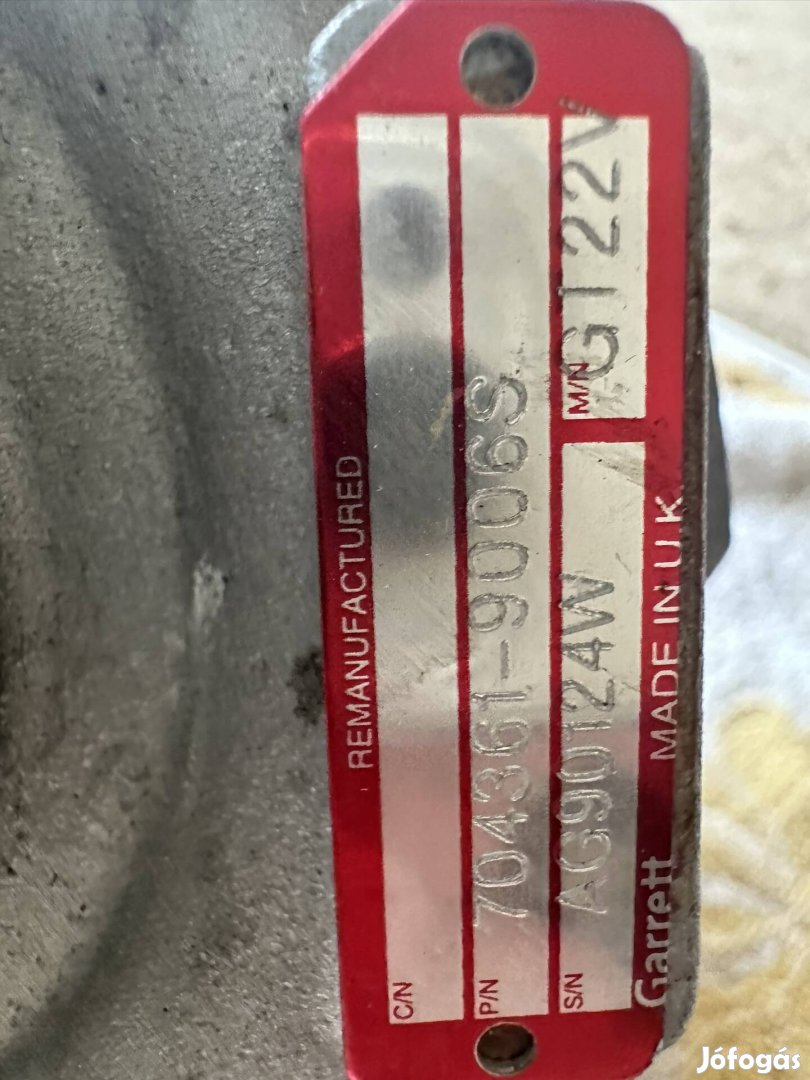 REMANUFACTURED
C/N
P/N 704361-9006S
S/N AG90124W M/N GT22V
Garrett MADE IN U.K.
Jófogás